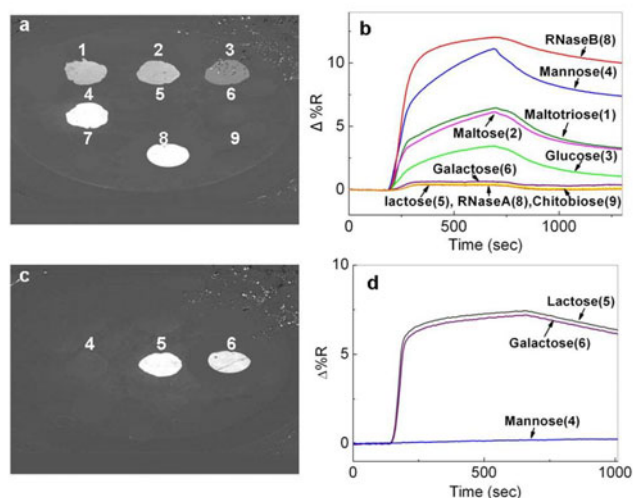 a
1 2 3
4 5 6
7 8 9
b
Δ %R
10
5
0
RNaseB(8)
Mannose(4)
Maltotriose(1)
Maltose(2)
Glucose(3)
Galactose(6)
lactose(5), RNaseA(8),Chitobiose(9)
0 500 1000
Time (sec)
c
4 5 6
d
Δ%R
10
5
0
Lactose(5)
Galactose(6)
Mannose(4)
0 500 1000
Time (sec)